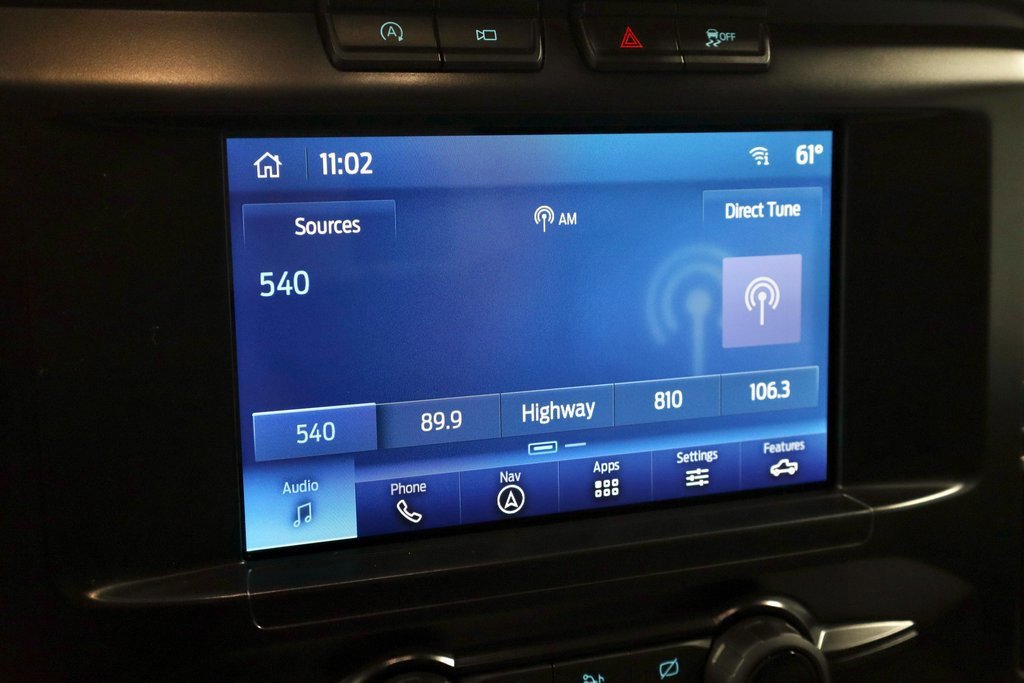 A
OFF
11:02
61°
Sources
AM
Direct Tune
540
540
89.9
Highway
810
106.3
Audio
Phone
Nav
Apps
Settings
Features